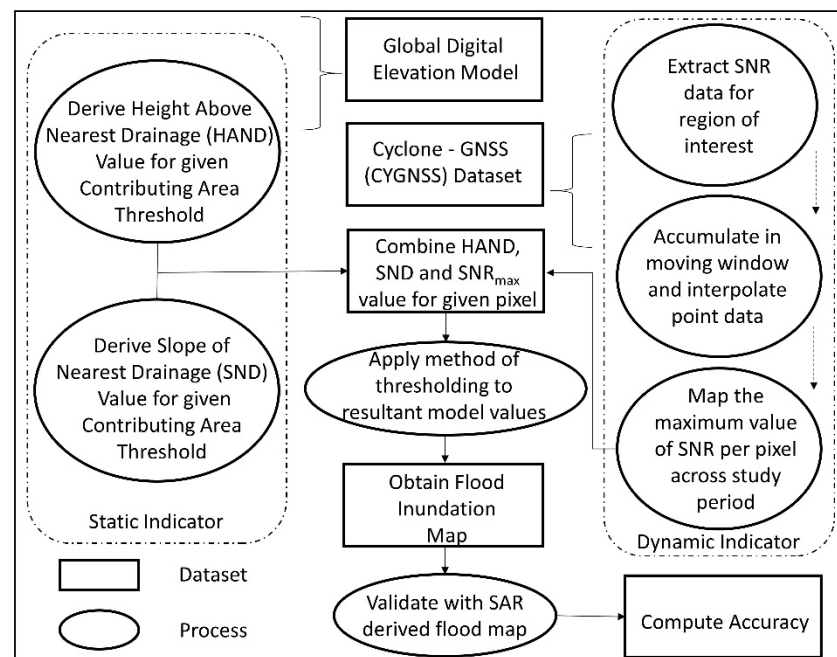 Global Digital
Elevation Model
Cyclone - GNSS
(CYGNSS) Dataset
Derive Height Above
Nearest Drainage (HAND)
Value for given
Contributing Area
Threshold
Derive Slope of
Nearest Drainage (SND)
Value for given
Contributing Area
Threshold
Static Indicator
Extract SNR
data for
region of
interest
Accumulate in
moving window
and interpolate
point data
Map the
maximum value
of SNR per pixel
across study
period
Dynamic Indicator
Combine HAND,
SND and SNRmax
value for given pixel
Apply method of
thresholding to
resultant model values
Obtain Flood
Inundation
Map
Validate with SAR
derived flood map
Compute Accuracy
Dataset
Process